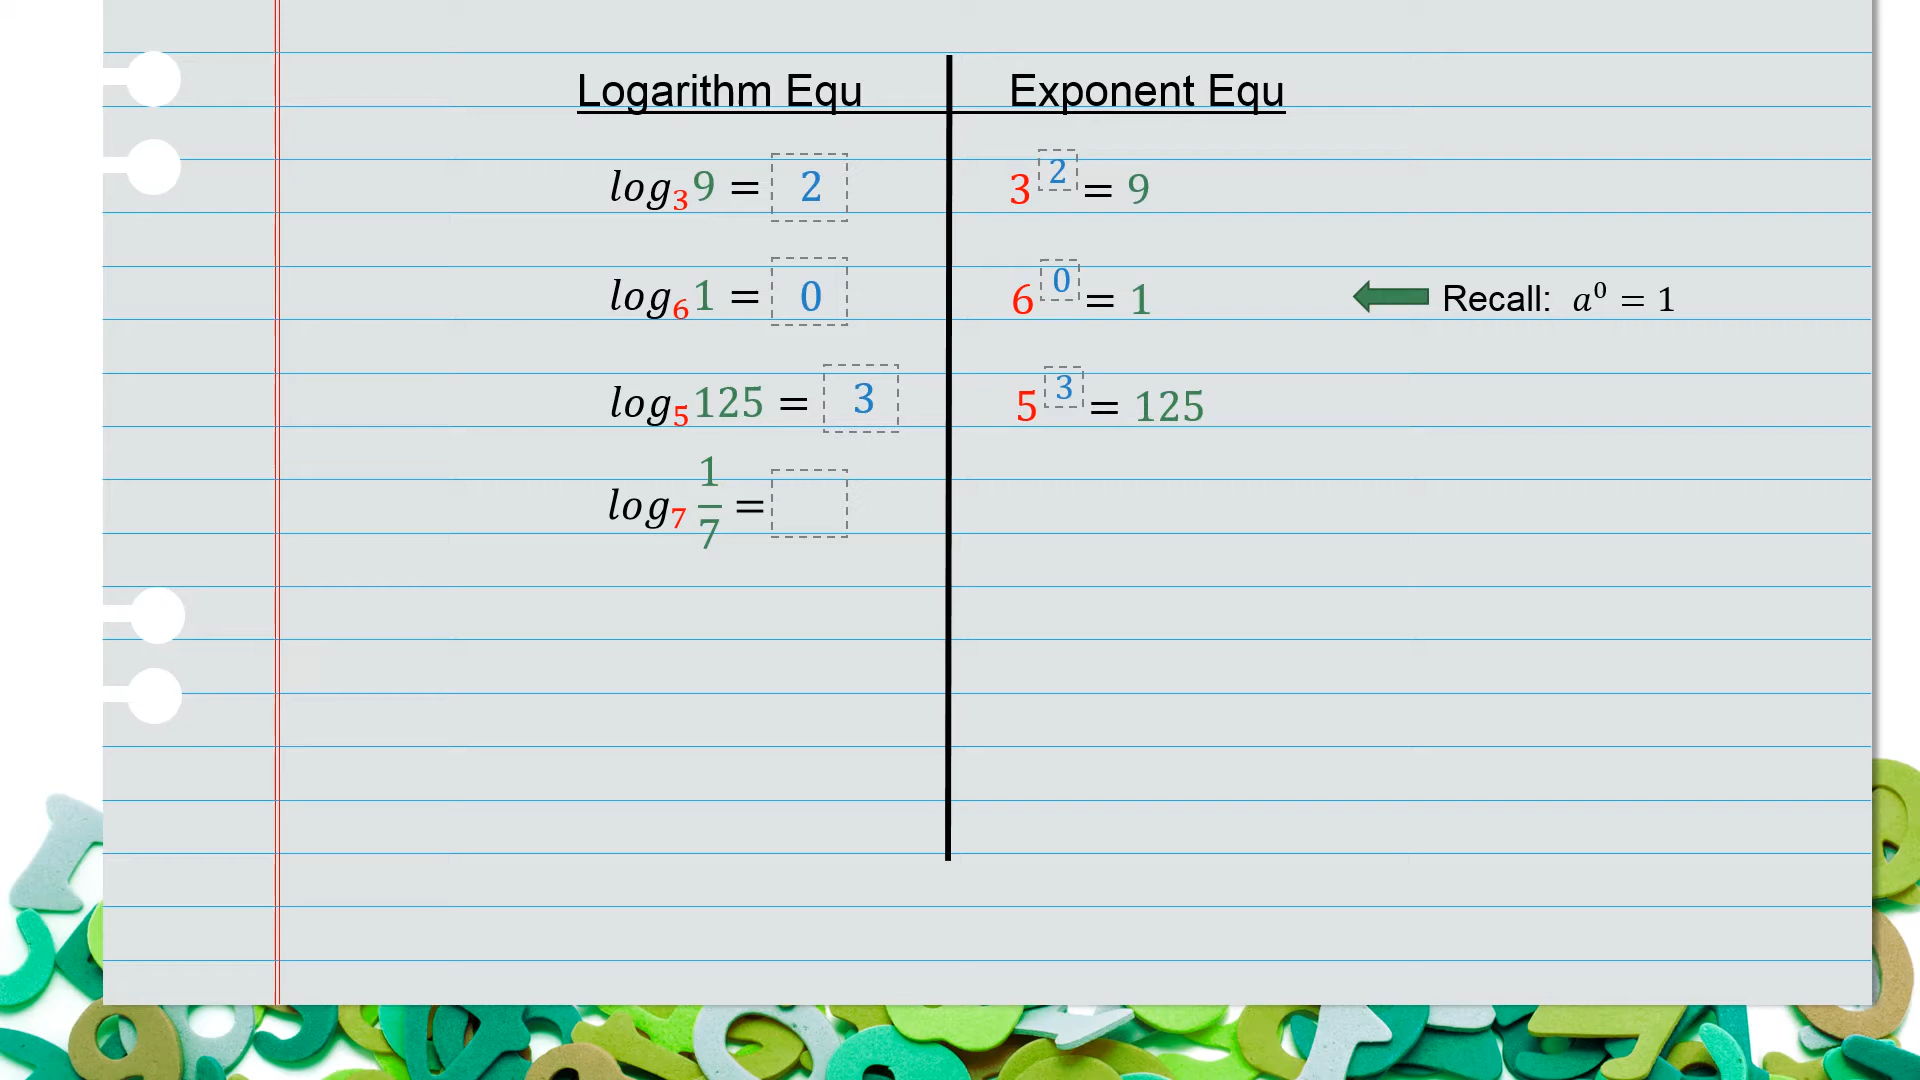 Logarithm Equ Exponent Equ
log₃9 = 2 3² = 9
log₆1 = 0 6⁰ = 1 Recall: a⁰ = 1
log₅125 = 3 5³ = 125
log₇ 1/7 =